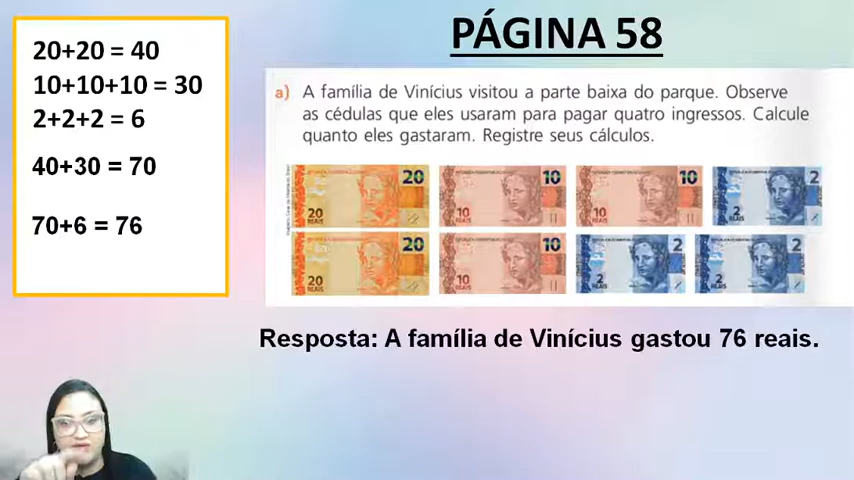 PÁGINA 58
20+20 = 40
10+10+10 = 30
2+2+2 = 6
40+30 = 70
70+6 = 76
a) A família de Vinícius visitou a parte baixa do parque. Observe
as cédulas que eles usaram para pagar quatro ingressos. Calcule
quanto eles gastaram. Registre seus cálculos.
20
20
REAIS
10
10
REAIS
10
10
REAIS
2
2
REAIS
20
20
REAIS
10
10
REAIS
2
2
REAIS
2
2
REAIS
Resposta: A família de Vinícius gastou 76 reais.